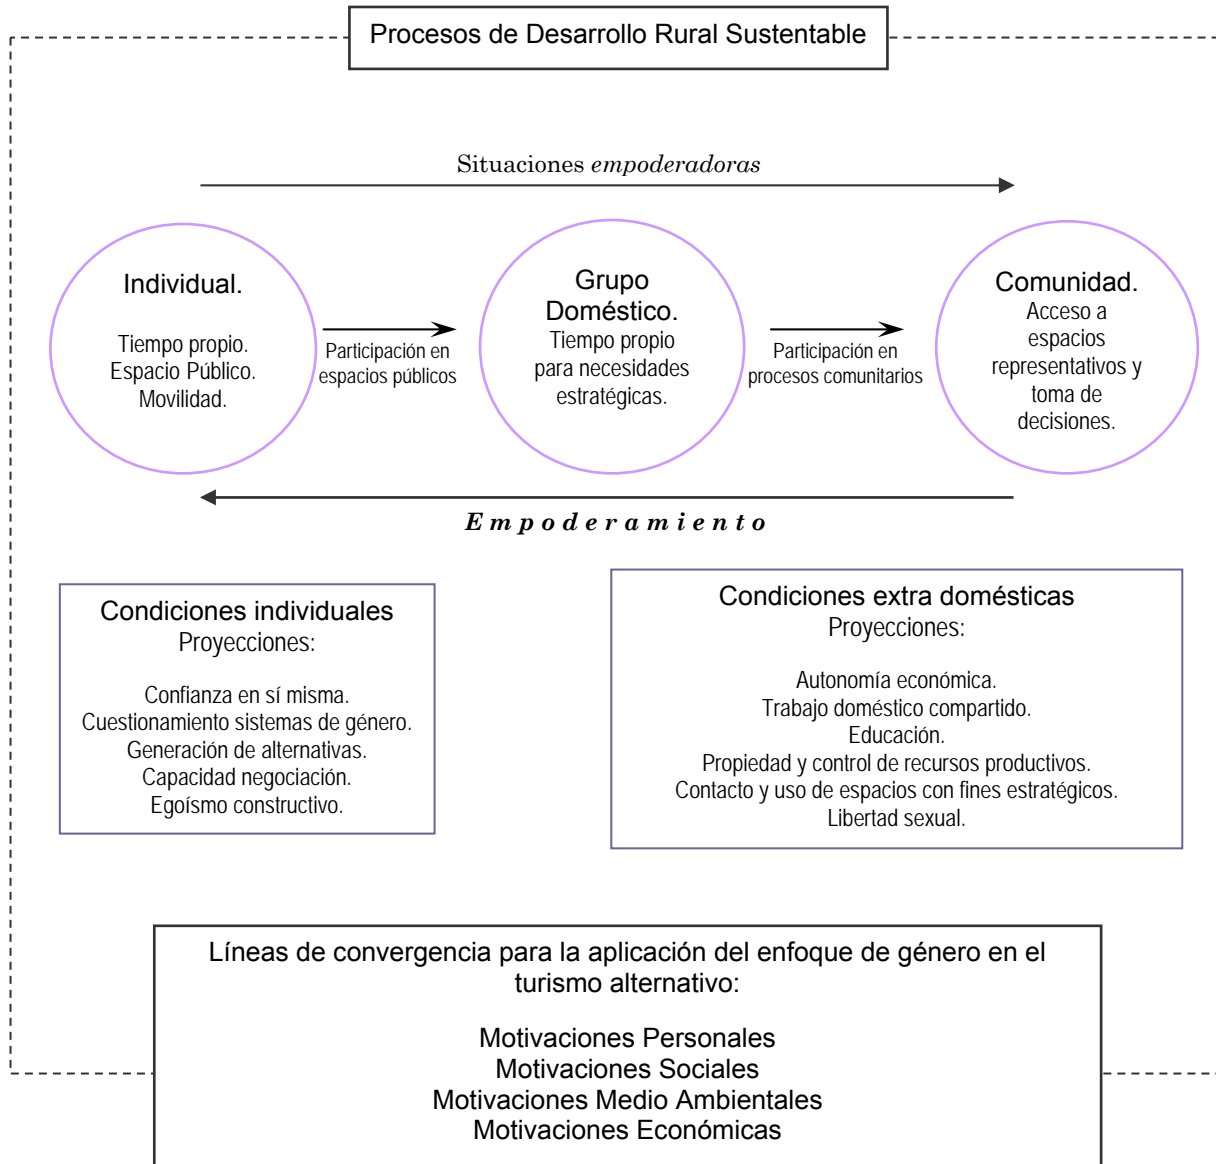 Procesos de Desarrollo Rural Sustentable
Situaciones empoderadoras
Individual.
Tiempo propio.
Espacio Público.
Movilidad.
Participación en
espacios públicos
Grupo
Doméstico.
Tiempo propio
para necesidades
estratégicas.
Participación en
procesos comunitarios
Comunidad.
Acceso a
espacios
representativos y
toma de
decisiones.
Empoderamiento
Condiciones individuales
Proyecciones:
Confianza en sí misma.
Cuestionamiento sistemas de género.
Generación de alternativas.
Capacidad negociación.
Egoísmo constructivo.
Condiciones extra domésticas
Proyecciones:
Autonomía económica.
Trabajo doméstico compartido.
Educación.
Propiedad y control de recursos productivos.
Contacto y uso de espacios con fines estratégicos.
Libertad sexual.
Líneas de convergencia para la aplicación del enfoque de género en el
turismo alternativo:
Motivaciones Personales
Motivaciones Sociales
Motivaciones Medio Ambientales
Motivaciones Económicas